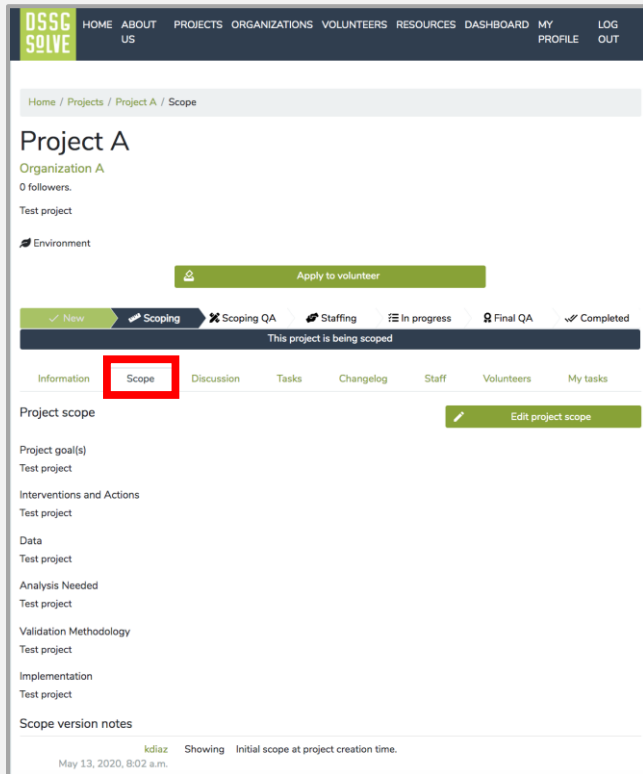 DSSG
SOLVE
HOME ABOUT US PROJECTS ORGANIZATIONS VOLUNTEERS RESOURCES DASHBOARD MY PROFILE LOG OUT
Home / Projects / Project A / Scope
Project A
Organization A
0 followers.
Test project
Environment
Apply to volunteer
New Scoping Scoping QA Staffing In progress Final QA Completed
This project is being scoped
Information Scope Discussion Tasks Changelog Staff Volunteers My tasks
Project scope Edit project scope
Project goal(s)
Test project
Interventions and Actions
Test project
Data
Test project
Analysis Needed
Test project
Validation Methodology
Test project
Implementation
Test project
Scope version notes
kdiaz Showing Initial scope at project creation time.
May 13, 2020, 8:02 a.m.